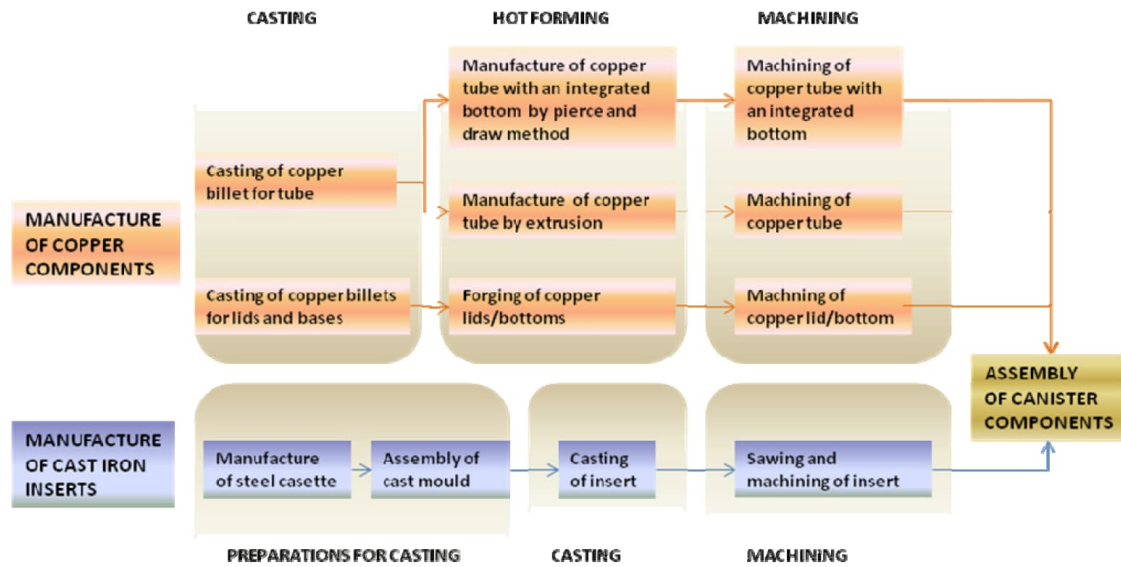 CASTING
HOT FORMING
MACHINING
Manufacture of copper
tube with an integrated
bottom by pierce and
draw method
Machining of
copper tube with
an integrated
bottom
Casting of copper
billet for tube
Manufacture of copper
tube by extrusion
Machining of
copper tube
MANUFACTURE
OF COPPER
COMPONENTS
Casting of copper billets
for lids and bases
Forging of copper
lids/bottoms
Machning of
copper lid/bottom
ASSEMBLY
OF CANISTER
COMPONENTS
MANUFACTURE
OF CAST IRON
INSERTS
Manufacture
of steel casette
Assembly of
cast mould
Casting
of insert
Sawing and
machining of insert
PREPARATIONS FOR CASTING
CASTING
MACHINING